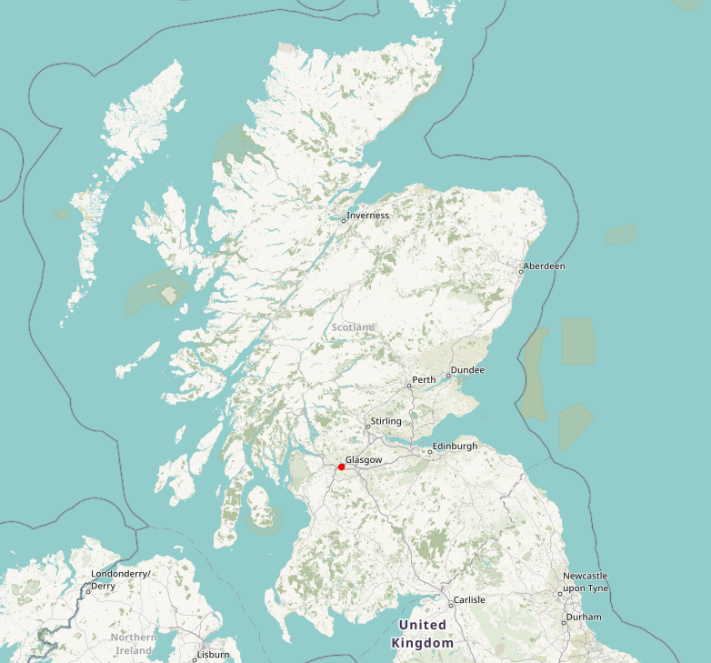 Inverness
Aberdeen
Scotland
Dundee
Perth
Stirling
Edinburgh
Glasgow
Londonderry/
Derry
Newcastle
upon Tyne
Carlisle
Durham
United
Kingdom
Northern
Ireland
Lisburn